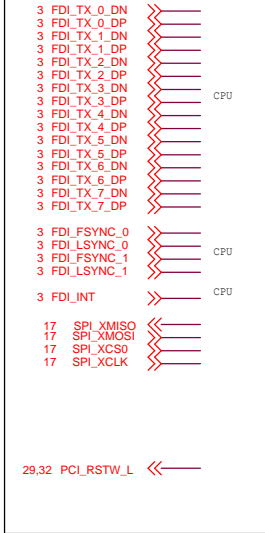 3 FDI_TX_0_DN
3 FDI_TX_0_DP
3 FDI_TX_1_DN
3 FDI_TX_1_DP
3 FDI_TX_2_DN
3 FDI_TX_2_DP
3 FDI_TX_3_DN
CPU
3 FDI_TX_3_DP
3 FDI_TX_4_DN
3 FDI_TX_4_DP
3 FDI_TX_5_DN
3 FDI_TX_5_DP
3 FDI_TX_6_DN
3 FDI_TX_6_DP
3 FDI_TX_7_DN
3 FDI_TX_7_DP
3 FDI_FSYNC_0
3 FDI_LSYNC_0
CPU
3 FDI_FSYNC_1
3 FDI_LSYNC_1
3 FDI_INT
CPU
17 SPI_XMISO
17 SPI_XMOSI
17 SPI_XCS0
17 SPI_XCLK
29,32 PCI_RSTW_L